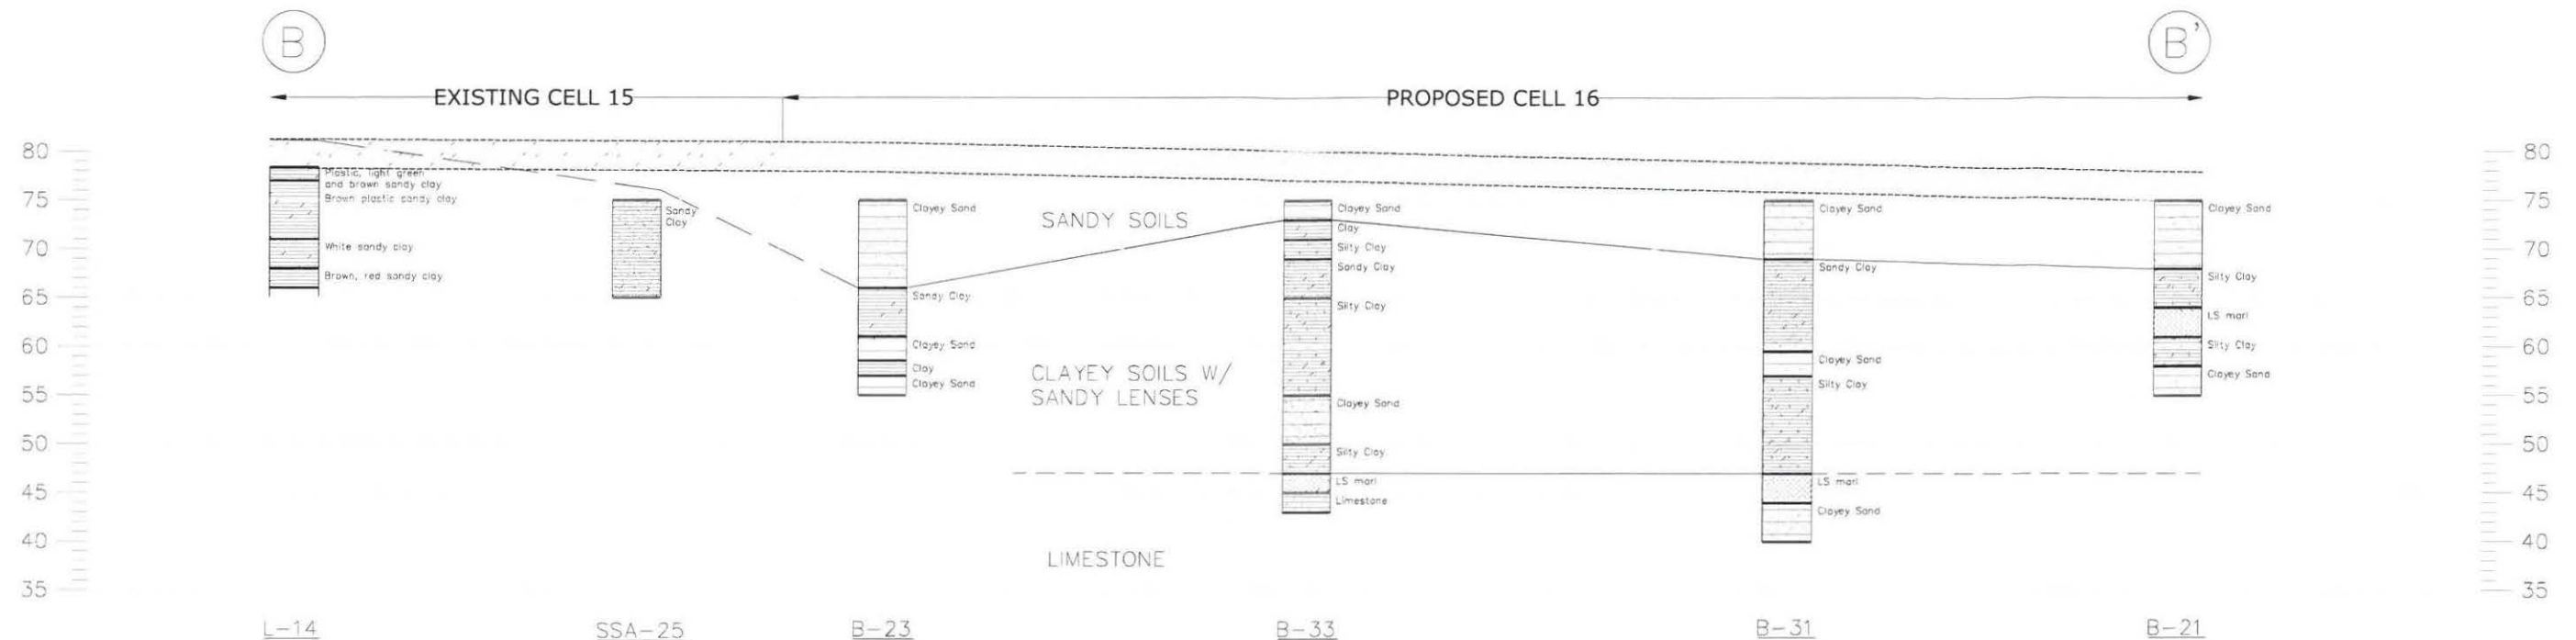 B
B'
EXISTING CELL 15
PROPOSED CELL 16
80
75
70
65
60
55
50
45
40
35
Plastic, light green
and brown sandy clay
Brown plastic sandy clay
White sandy clay
Brown, red sandy clay
Sandy
Clay
Clayey Sand
Sandy Clay
Clayey Sand
Clay
Clayey Sand
SANDY SOILS
CLAYEY SOILS W/
SANDY LENSES
LIMESTONE
Clayey Sand
Clay
Silty Clay
Sandy Clay
Silty Clay
Clayey Sand
Silty Clay
LS marl
Limestone
Clayey Sand
Sandy Clay
Clayey Sand
Silty Clay
LS marl
Clayey Sand
Clayey Sand
Silty Clay
LS marl
Silty Clay
Clayey Sand
80
75
70
65
60
55
50
45
40
35
L-14
SSA-25
B-23
B-33
B-31
B-21